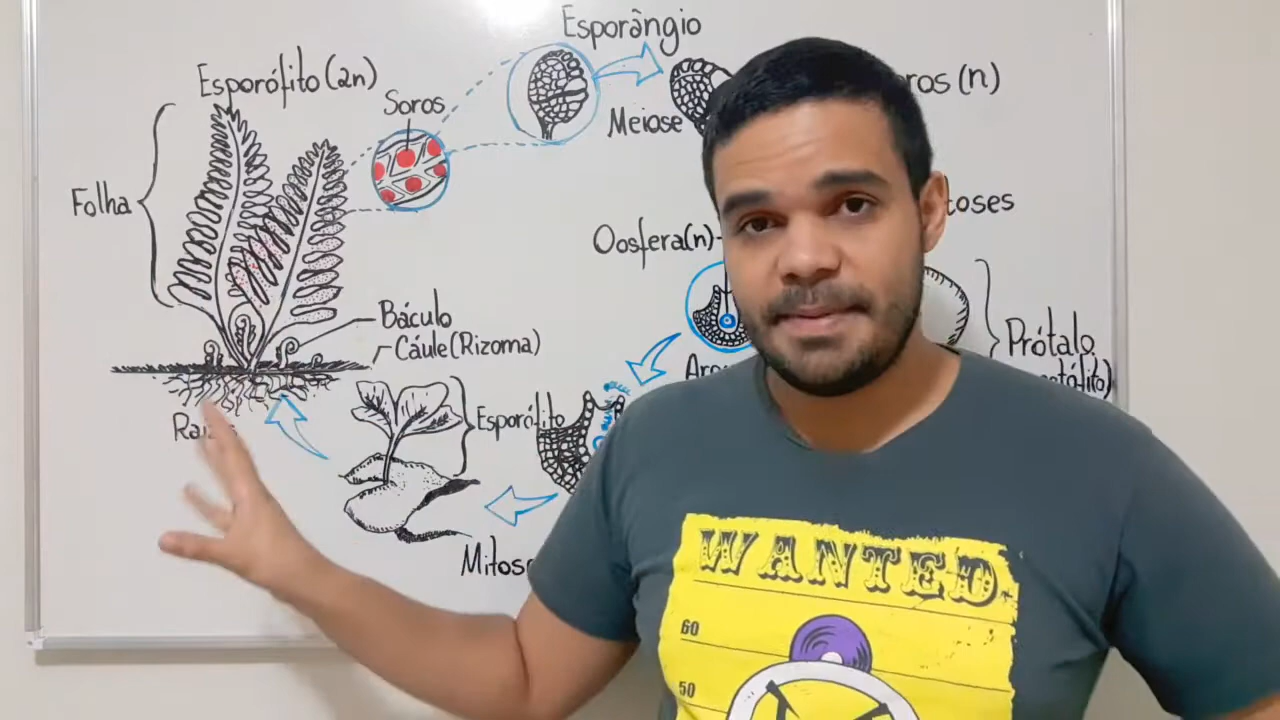 Esporângio
Esporófito (2n)
Soros
Meiose
ros (n)
Folha
toses
Oosfera(n)
Báculo
Cáule (Rizoma)
Prótalo
Esporófito
Mitos
WANTED
60
50